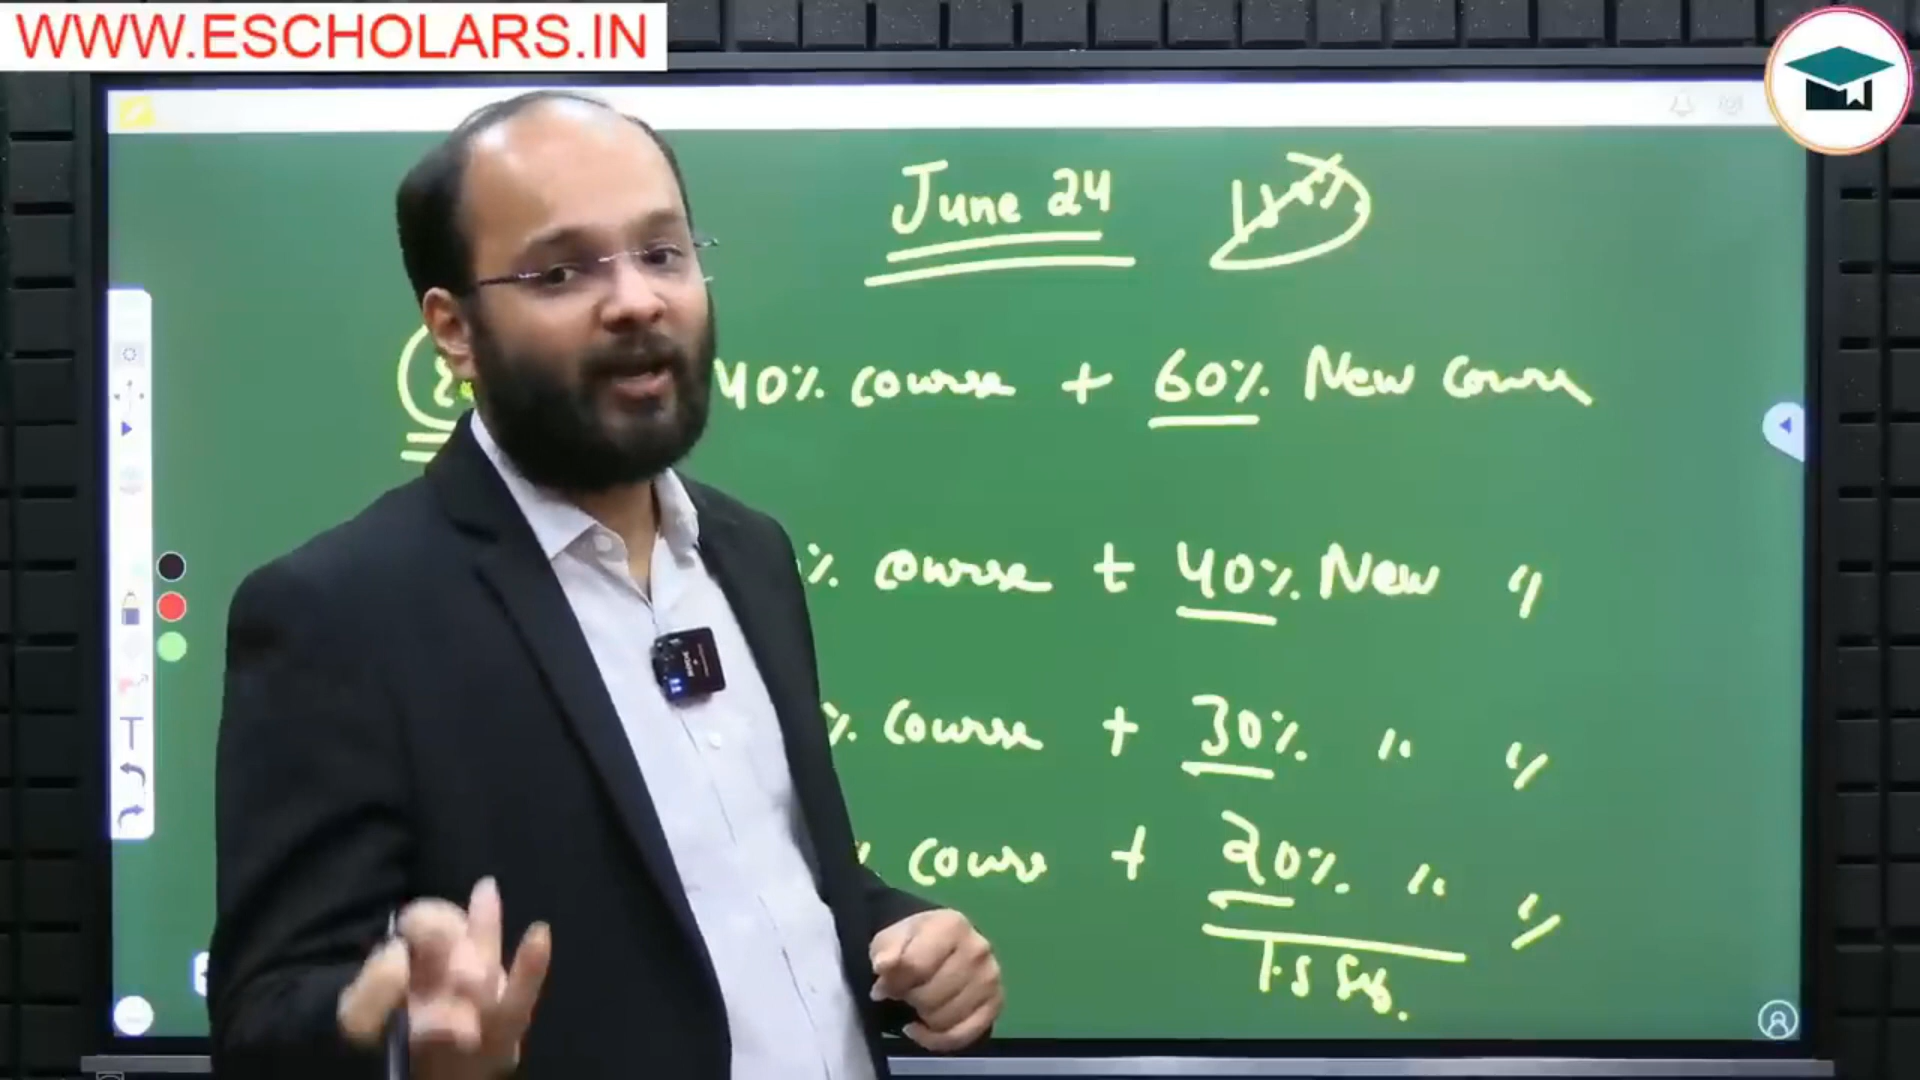 WWW.ESCHOLARS.IN
June 24
40% course + 60% New Course
% course + 40% New "
% course + 30% " "
% course + 20% " "
1.5 sub.